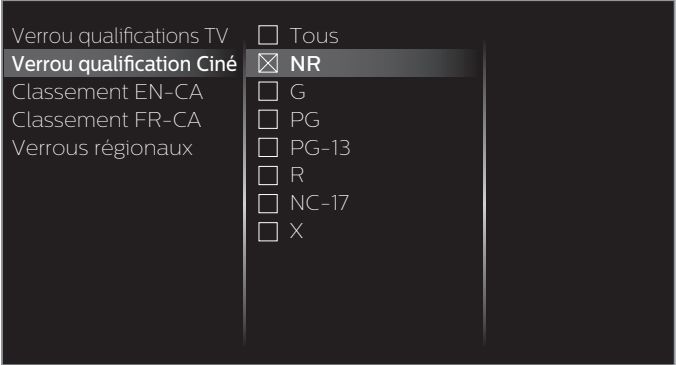 Verrou qualifications TV
Verrou qualification Ciné
Classement EN-CA
Classement FR-CA
Verrous régionaux
Tous
NR
G
PG
PG-13
R
NC-17
X